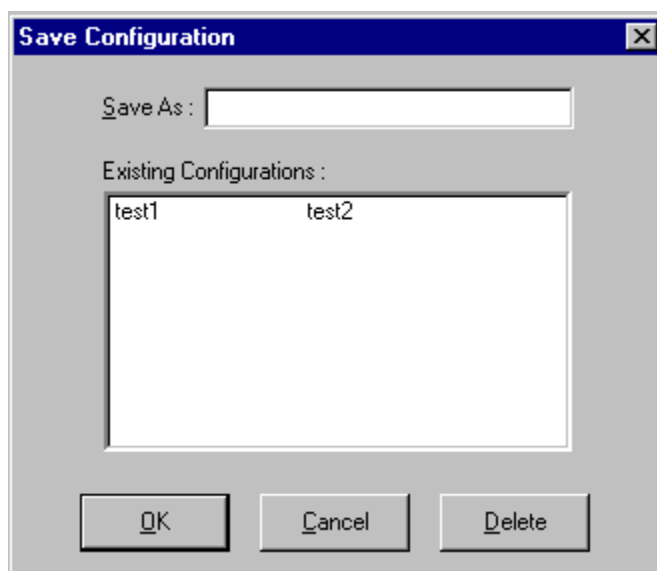 Save Configuration
Save As :
Existing Configurations :
test1 test2
OK Cancel Delete